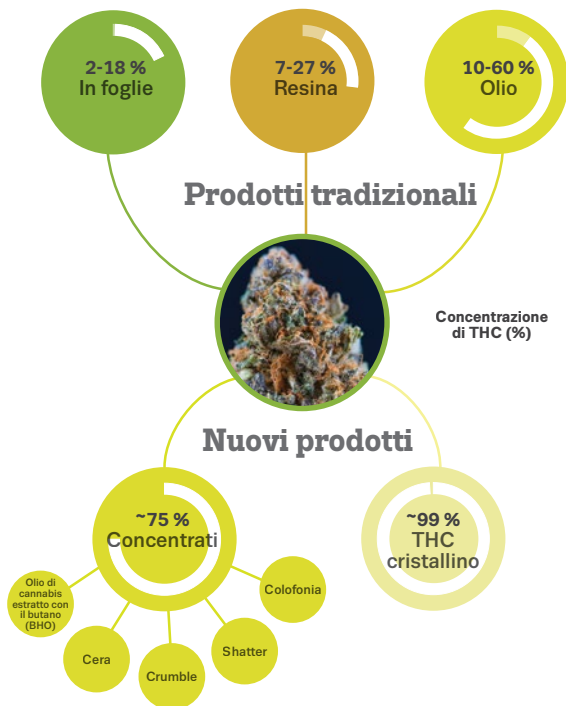 2-18 %
In foglie
7-27 %
Resina
10-60 %
Olio
Prodotti tradizionali
Concentrazione
di THC (%)
Nuovi prodotti
~75 %
Concentrati
~99 %
THC
cristallino
Olio di
cannabis
estratto con
il butano
(BHO)
Cera
Crumble
Shatter
Colofonia